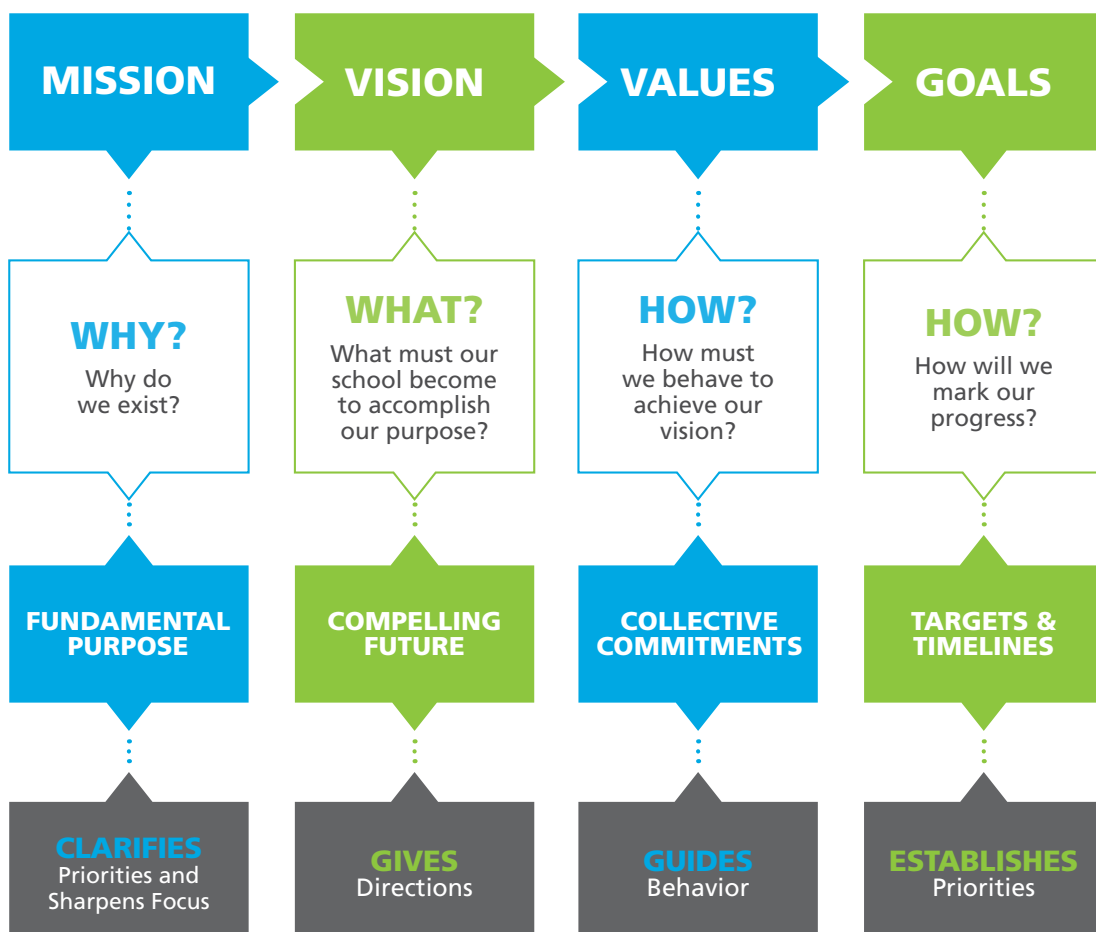 MISSION
VISION
VALUES
GOALS
WHY?
Why do
we exist?
WHAT?
What must our
school become
to accomplish
our purpose?
HOW?
How must
we behave to
achieve our
vision?
HOW?
How will we
mark our
progress?
FUNDAMENTAL
PURPOSE
COMPELLING
FUTURE
COLLECTIVE
COMMITMENTS
TARGETS &
TIMELINES
CLARIFIES
Priorities and
Sharpens Focus
GIVES
Directions
GUIDES
Behavior
ESTABLISHES
Priorities